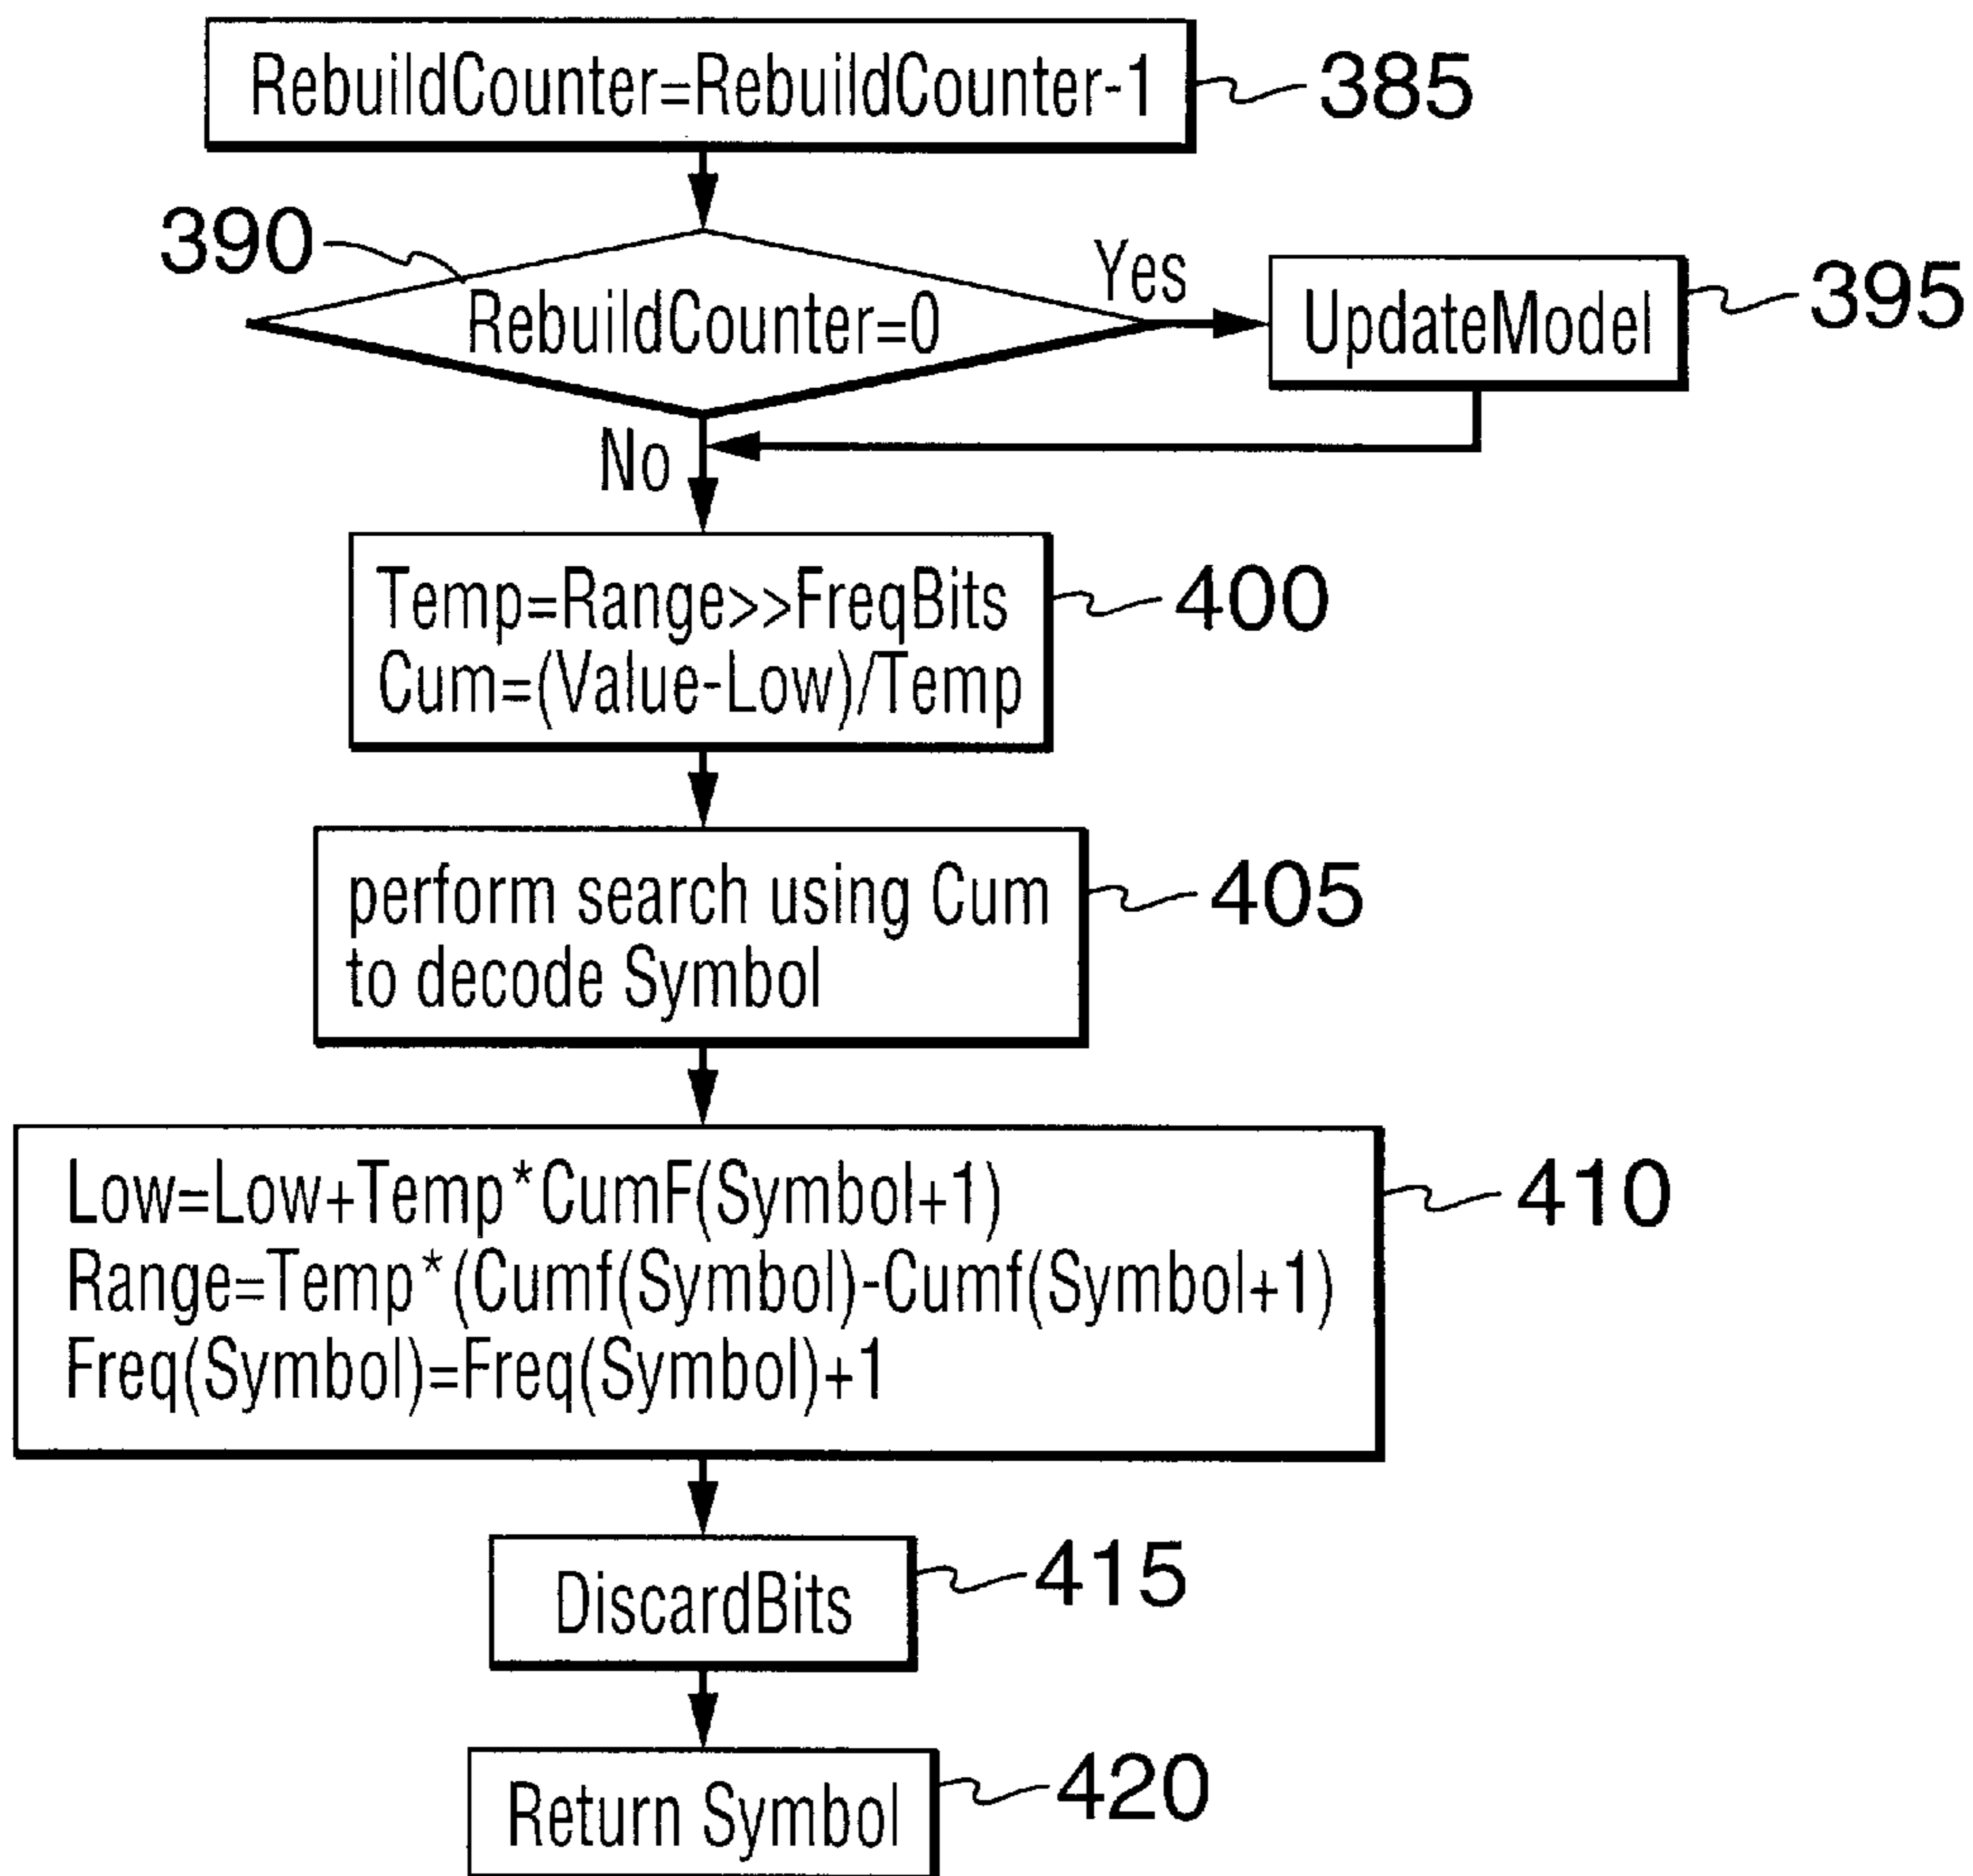 RebuildCounter=RebuildCounter-1
385
390
RebuildCounter=0
Yes
UpdateModel
395
No
Temp=Range>>FreqBits
Cum=(Value-Low)/Temp
400
perform search using Cum
to decode Symbol
405
Low=Low+Temp*CumF(Symbol+1)
Range=Temp*(Cumf(Symbol)-Cumf(Symbol+1)
Freq(Symbol)=Freq(Symbol)+1
410
DiscardBits
415
Return Symbol
420